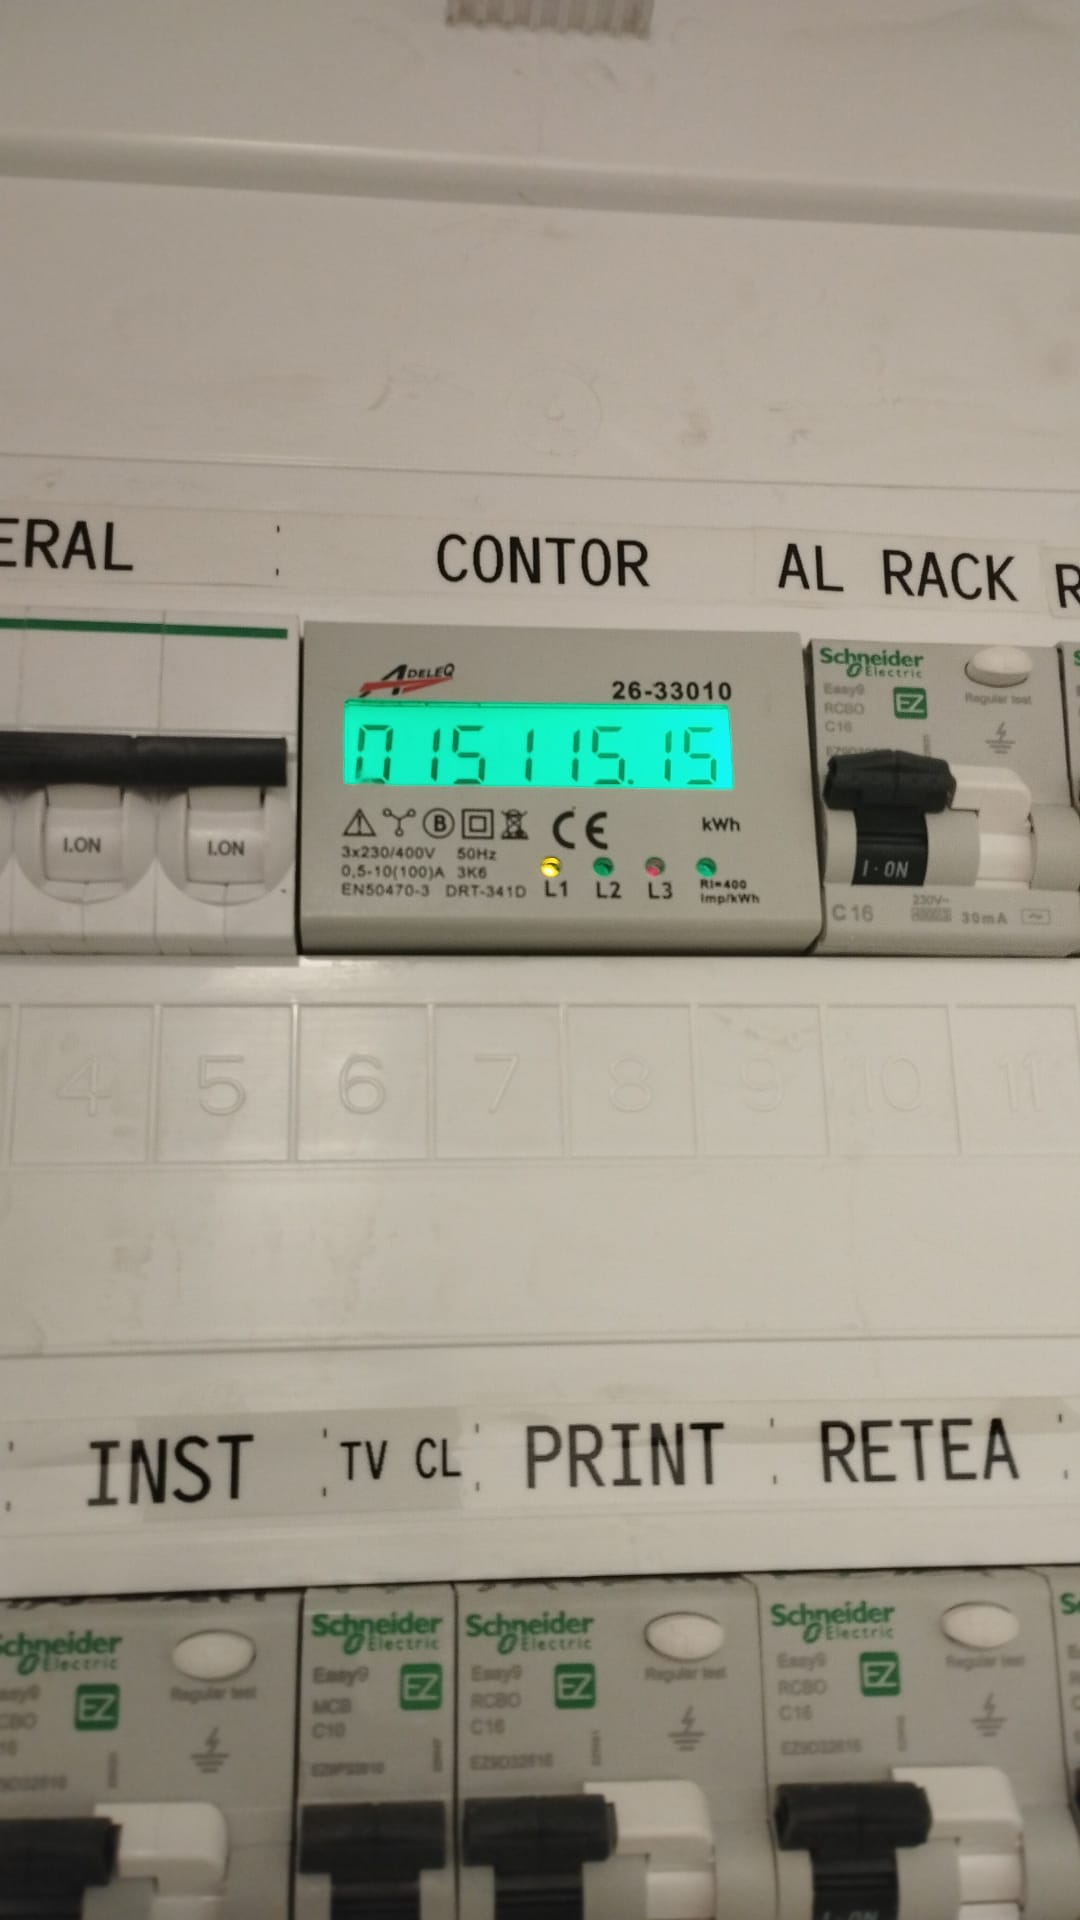 ERAL
CONTOR
AL RACK
R
ADELEQ
26-33010
015115.15
kWh
3x230/400V 50Hz
0,5-10(100)A 3K6
EN50470-3 DRT-341D
L1 L2 L3
RI=400
imp/kWh
CE
B
I.ON
I.ON
Schneider
Electric
Easy9
RCBO
C16
EZ
Regular test
I·ON
C16
230V~
30mA
4 5 6 7 8 9 10 11
INST
TV CL
PRINT
RETEA
Schneider
Electric
EZ
Regular test
Schneider
Electric
Easy9
MCB
C10
EZ
Schneider
Electric
Easy9
RCBO
C16
EZ
Regular test
Schneider
Electric
Easy9
RCBO
C16
EZ
Regular test